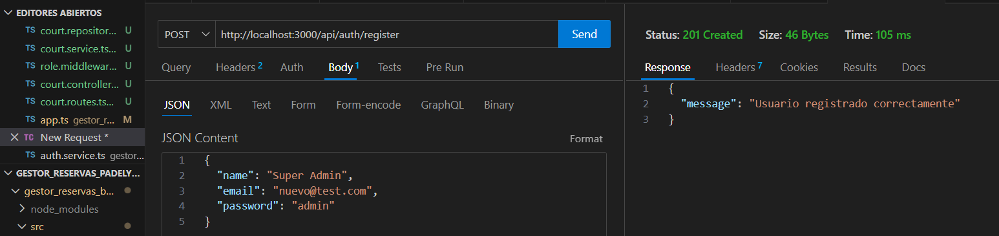 EDITORES ABIERTOS
TS court.repositor... U
TS court.service.ts... U
TS role.middlewar... U
TS court.controller... U
TS court.routes.ts... U
TS app.ts gestor_r... M
TC New Request *
TS auth.service.ts gestor...
GESTOR_RESERVAS_PADELY...
gestor_reservas_b...
node_modules
src
POST http://localhost:3000/api/auth/register Send
Query Headers 2 Auth Body 1 Tests Pre Run
JSON XML Text Form Form-encode GraphQL Binary
JSON Content Format
1 {
2 "name": "Super Admin",
3 "email": "nuevo@test.com",
4 "password": "admin"
5 }
Status: 201 Created Size: 46 Bytes Time: 105 ms
Response Headers 7 Cookies Results Docs
1 {
2 "message": "Usuario registrado correctamente"
3 }